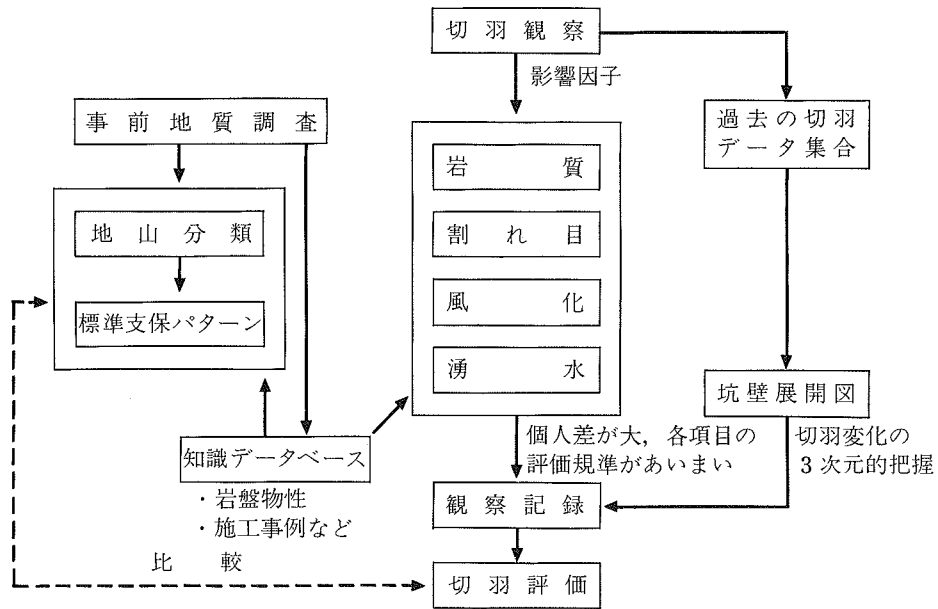 切羽観察
影響因子
事前地質調査
過去の切羽
データ集合
岩質
地山分類
割れ目
風化
標準支保パターン
湧水
坑壁展開図
個人差が大，各項目の
評価規準があいまい
切羽変化の
3次元的把握
知識データベース
・岩盤物性
・施工事例など
観察記録
比較
切羽評価